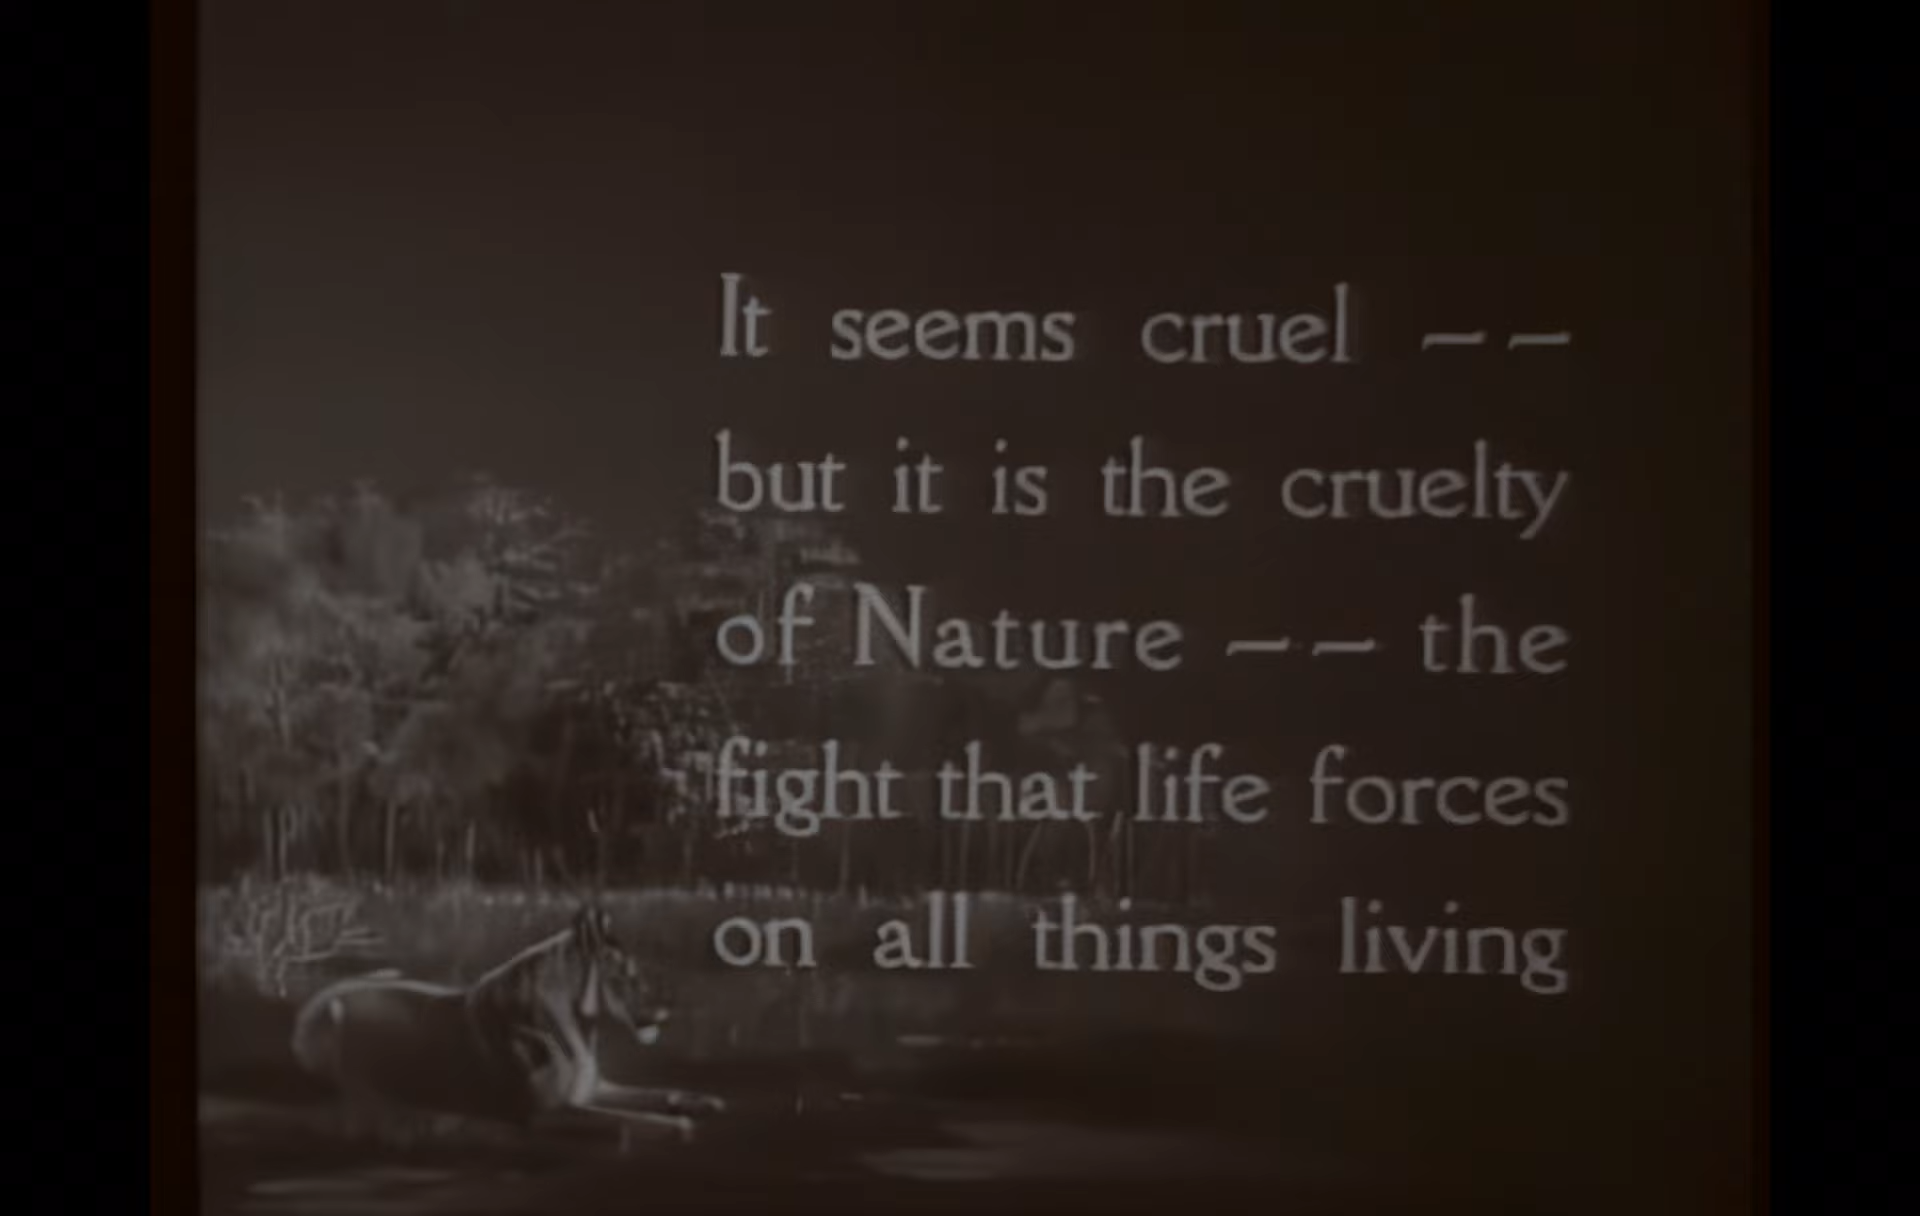 It seems cruel --
but it is the cruelty
of Nature -- the
fight that life forces
on all things living